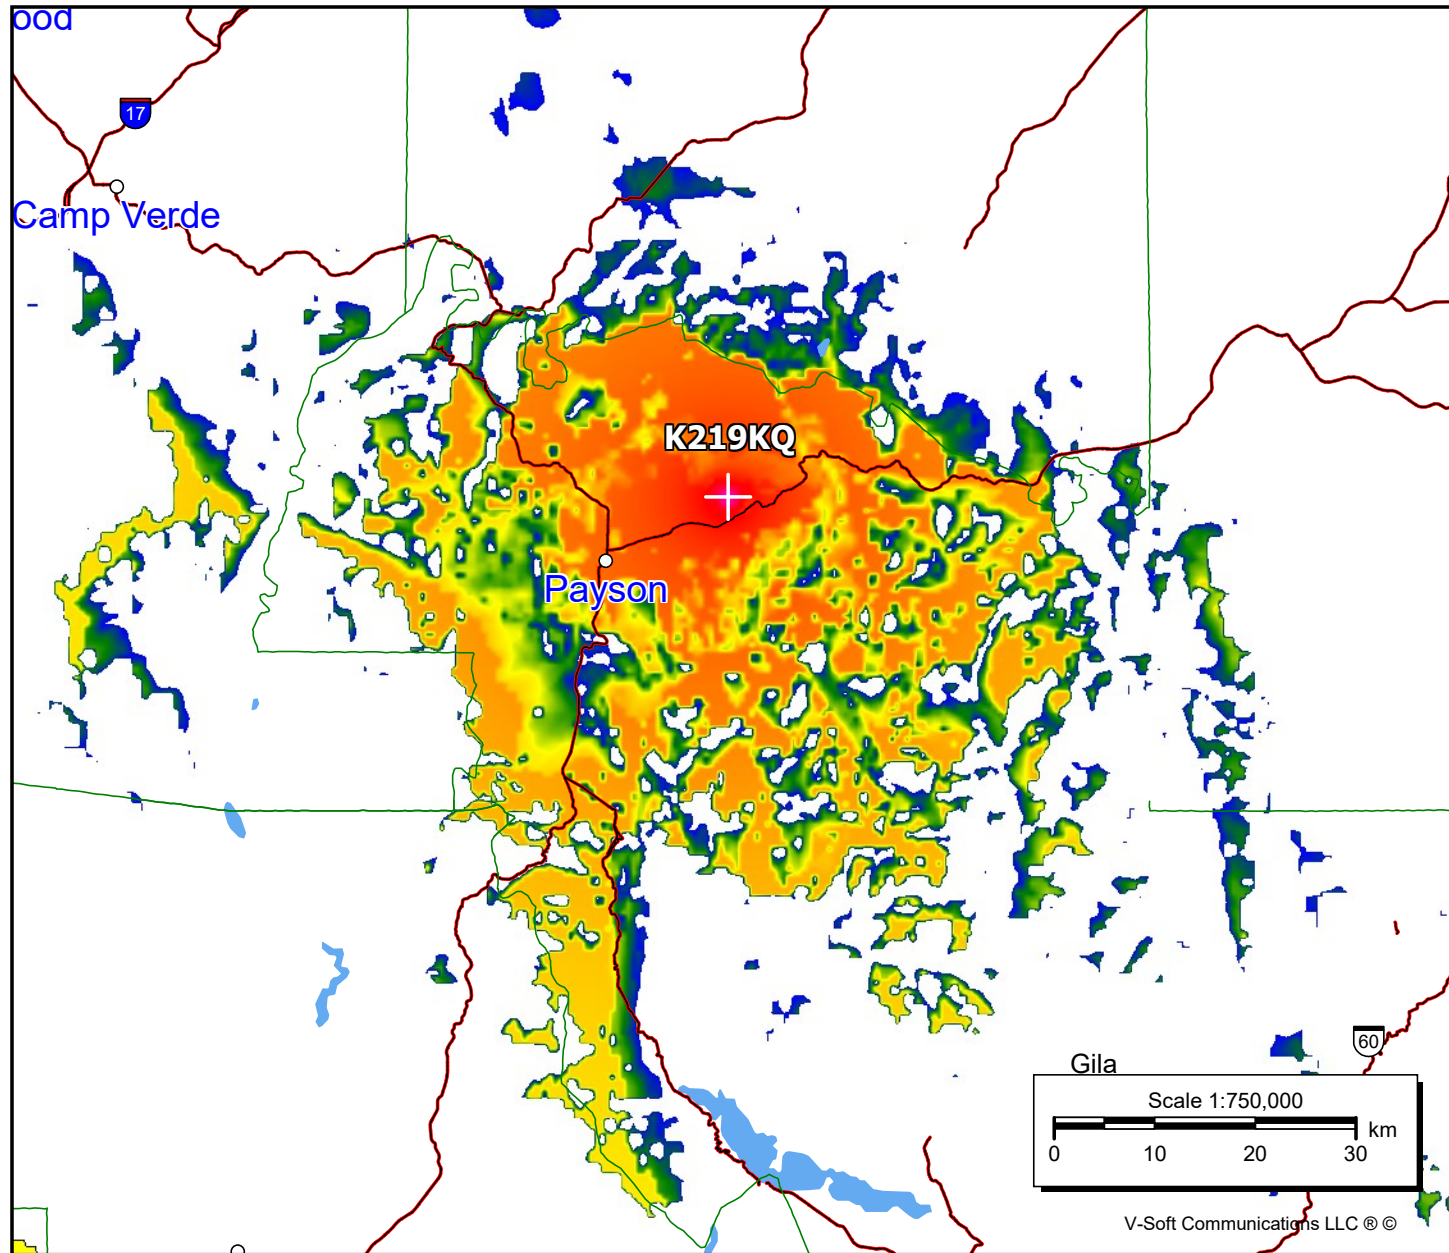 ood
17
Camp Verde
K219KQ
Payson
60
Gila
Scale 1:750,000
km
0 10 20 30
V-Soft Communications LLC ® ©